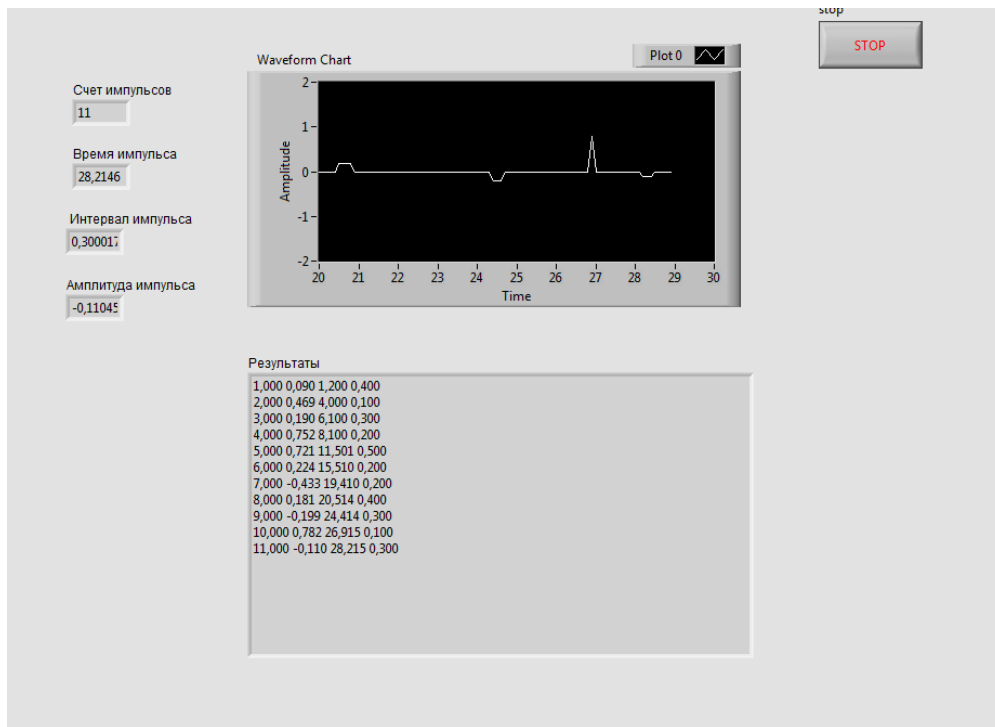 stop
STOP
Waveform Chart
Plot 0
Счет импульсов
11
Время импульса
28,2146
Интервал импульса
0,300017
Амплитуда импульса
-0,11045
Amplitude
2
1
0
-1
-2
20 21 22 23 24 25 26 27 28 29 30
Time
Результаты
1,000 0,090 1,200 0,400
2,000 0,469 4,000 0,100
3,000 0,190 6,100 0,300
4,000 0,752 8,100 0,200
5,000 0,721 11,501 0,500
6,000 0,224 15,510 0,200
7,000 -0,433 19,410 0,200
8,000 0,181 20,514 0,400
9,000 -0,199 24,414 0,300
10,000 0,782 26,915 0,100
11,000 -0,110 28,215 0,300